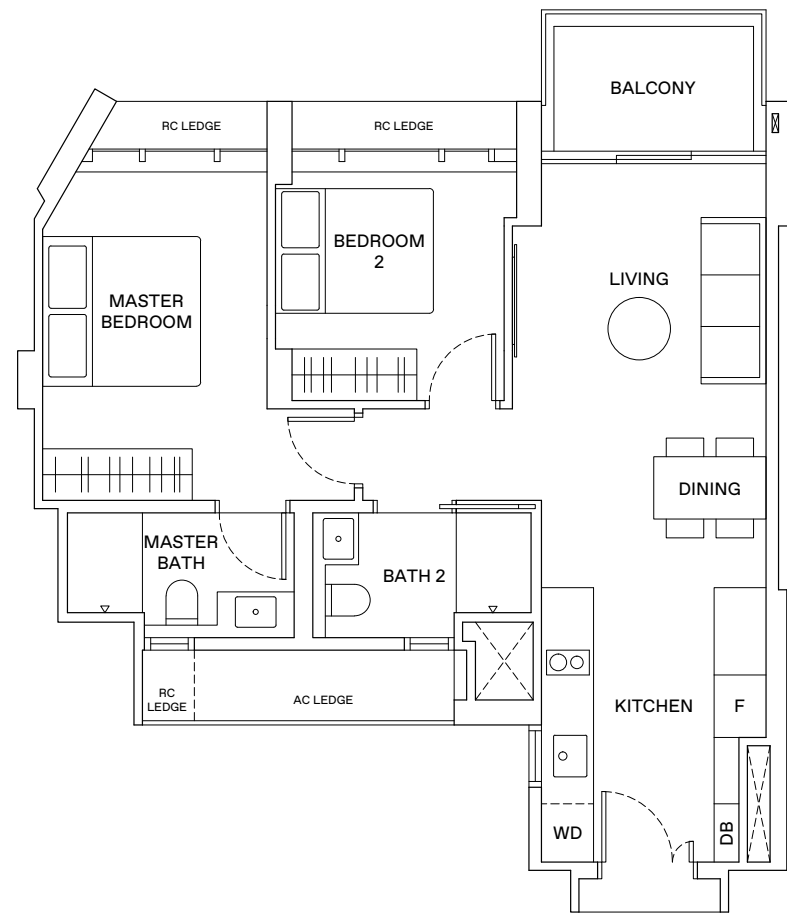 BALCONY
RC LEDGE
RC LEDGE
BEDROOM
2
LIVING
MASTER
BEDROOM
DINING
MASTER
BATH
BATH 2
RC
LEDGE
AC LEDGE
KITCHEN
F
WD
DB